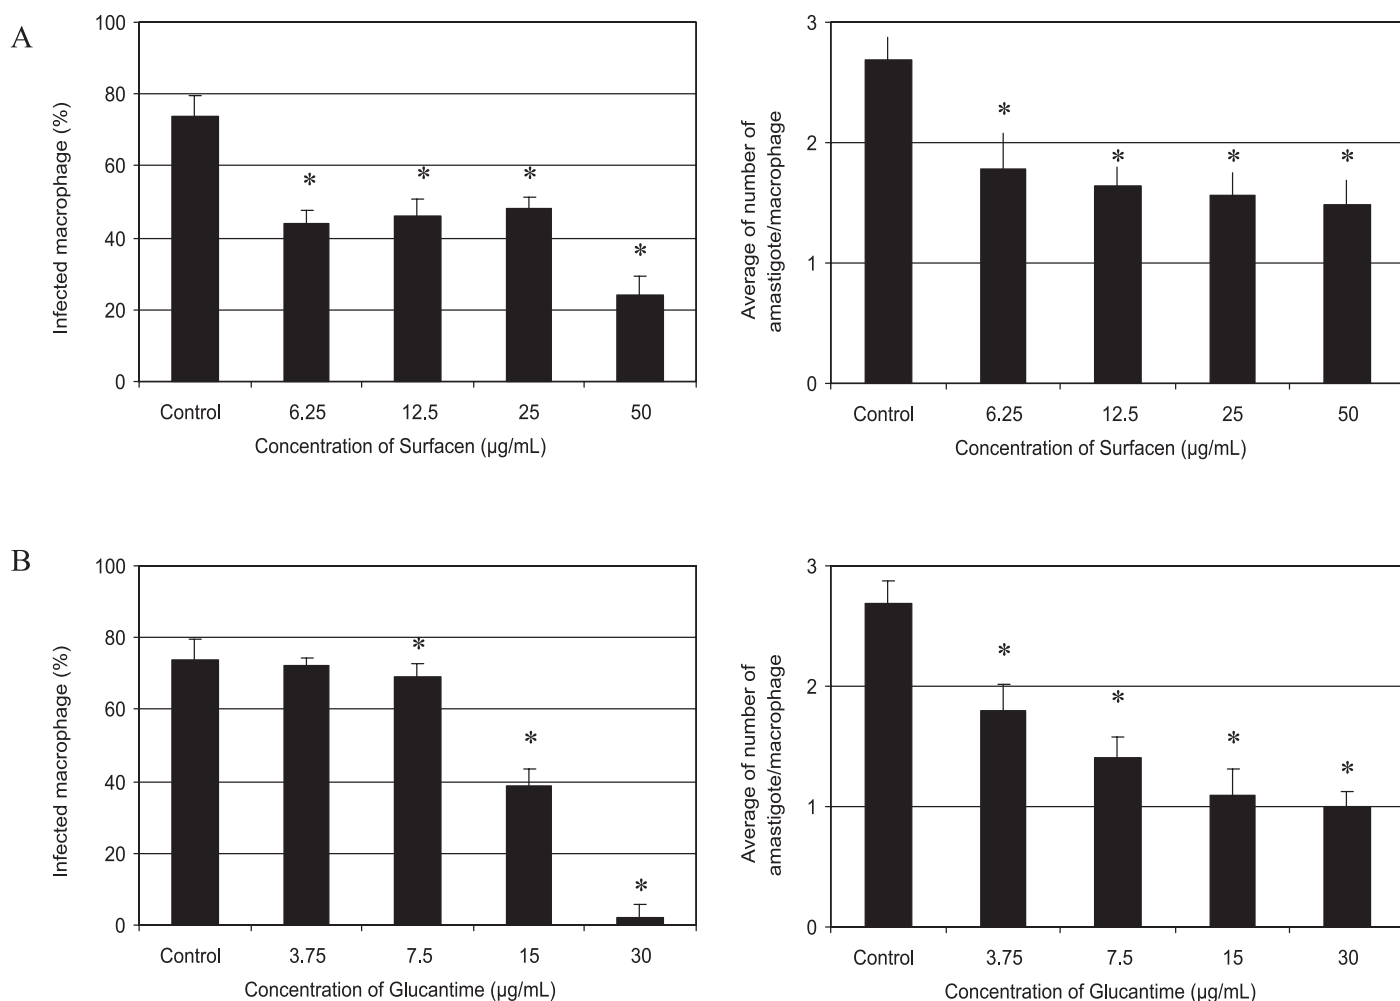 A
Infected macrophage (%)
100
80
60
40
20
0
*
*
*
*
Control 6.25 12.5 25 50
Concentration of Surfacen (µg/mL)
Average of number of
amastigote/macrophage
3
2
1
0
*
*
*
*
Control 6.25 12.5 25 50
Concentration of Surfacen (µg/mL)
B
Infected macrophage (%)
100
80
60
40
20
0
*
*
*
Control 3.75 7.5 15 30
Concentration of Glucantime (µg/mL)
Average of number of
amastigote/macrophage
3
2
1
0
*
*
*
*
Control 3.75 7.5 15 30
Concentration of Glucantime (µg/mL)